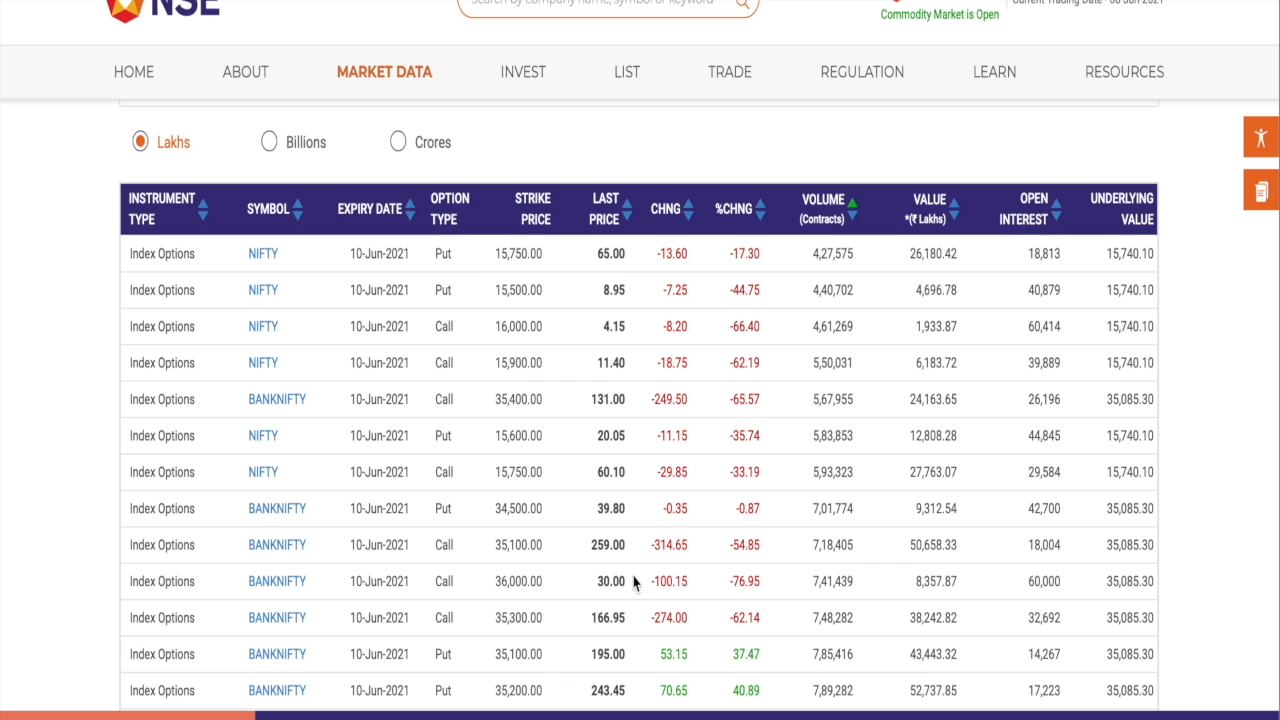 NSE
Search by company name, symbol or keyword
Commodity Market is Open
HOME ABOUT MARKET DATA INVEST LIST TRADE REGULATION LEARN RESOURCES
Lakhs Billions Crores
INSTRUMENT TYPE SYMBOL EXPIRY DATE OPTION TYPE STRIKE PRICE LAST PRICE CHNG %CHNG VOLUME (Contracts) VALUE *(₹ Lakhs) OPEN INTEREST UNDERLYING VALUE
Index Options NIFTY 10-Jun-2021 Put 15,750.00 65.00 -13.60 -17.30 4,27,575 26,180.42 18,813 15,740.10
Index Options NIFTY 10-Jun-2021 Put 15,500.00 8.95 -7.25 -44.75 4,40,702 4,696.78 40,879 15,740.10
Index Options NIFTY 10-Jun-2021 Call 16,000.00 4.15 -8.20 -66.40 4,61,269 1,933.87 60,414 15,740.10
Index Options NIFTY 10-Jun-2021 Call 15,900.00 11.40 -18.75 -62.19 5,50,031 6,183.72 39,889 15,740.10
Index Options BANKNIFTY 10-Jun-2021 Call 35,400.00 131.00 -249.50 -65.57 5,67,955 24,163.65 26,196 35,085.30
Index Options NIFTY 10-Jun-2021 Put 15,600.00 20.05 -11.15 -35.74 5,83,853 12,808.28 44,845 15,740.10
Index Options NIFTY 10-Jun-2021 Call 15,750.00 60.10 -29.85 -33.19 5,93,323 27,763.07 29,584 15,740.10
Index Options BANKNIFTY 10-Jun-2021 Put 34,500.00 39.80 -0.35 -0.87 7,01,774 9,312.54 42,700 35,085.30
Index Options BANKNIFTY 10-Jun-2021 Call 35,100.00 259.00 -314.65 -54.85 7,18,405 50,658.33 18,004 35,085.30
Index Options BANKNIFTY 10-Jun-2021 Call 36,000.00 30.00 -100.15 -76.95 7,41,439 8,357.87 60,000 35,085.30
Index Options BANKNIFTY 10-Jun-2021 Call 35,300.00 166.95 -274.00 -62.14 7,48,282 38,242.82 32,692 35,085.30
Index Options BANKNIFTY 10-Jun-2021 Put 35,100.00 195.00 53.15 37.47 7,85,416 43,443.32 14,267 35,085.30
Index Options BANKNIFTY 10-Jun-2021 Put 35,200.00 243.45 70.65 40.89 7,89,282 52,737.85 17,223 35,085.30